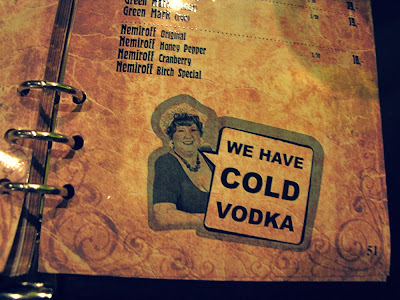 Green Mark
Nemiroff Original
Nemiroff Honey Pepper
Nemiroff Cranberry
Nemiroff Birch Special
WE HAVE
COLD
VODKA
51